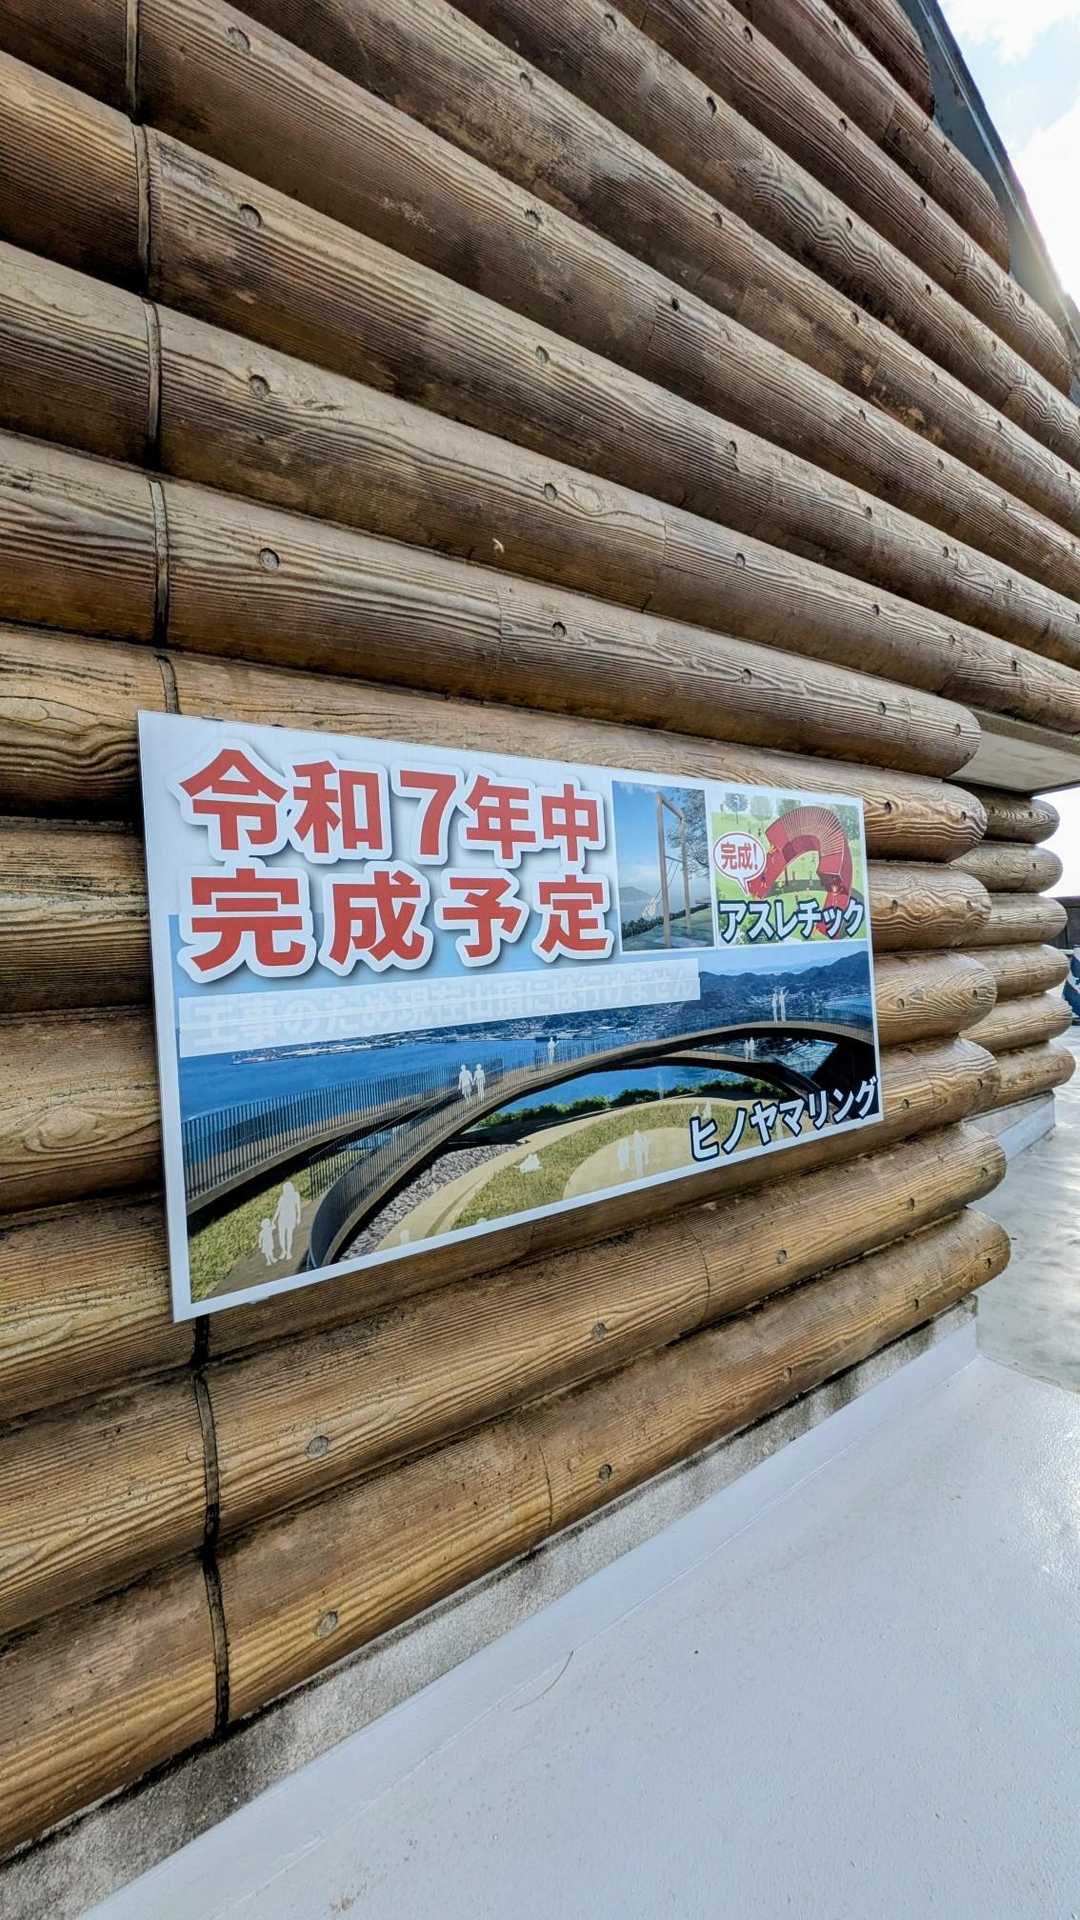 令和7年中
完成予定
完成!
アスレチック
工事のため現在山頂には行けません
ヒノヤマリング